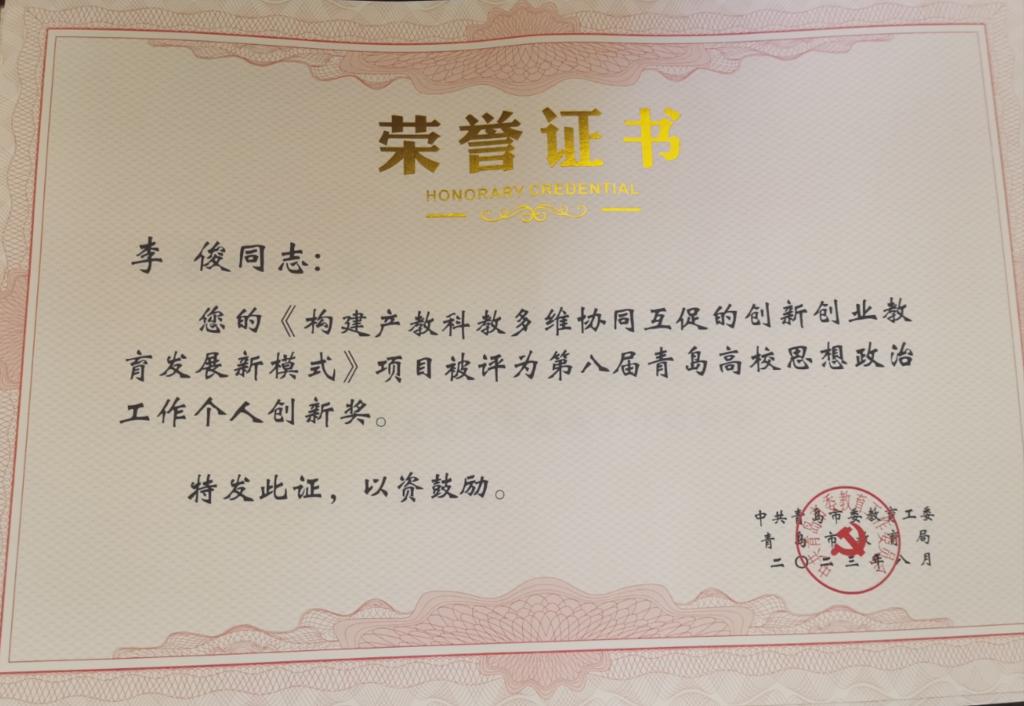 荣誉证书
HONORARY CREDENTIAL
李 俊同志:
您的《构建产教科教多维协同互促的创新创业教
育发展新模式》项目被评为第八届青岛高校思想政治
工作个人创新奖。
特发此证，以资鼓励。
中共青岛市委教育工委
青岛市教育局
二〇二三年八月